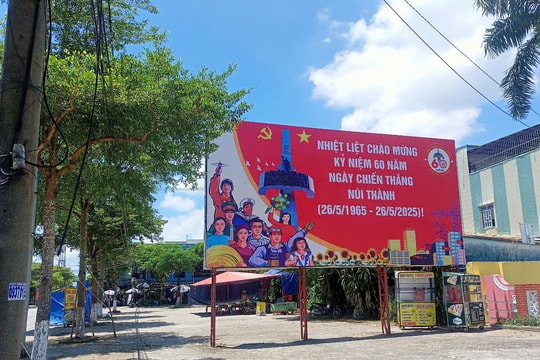 NHIỆT LIỆT CHÀO MỪNG
KỶ NIỆM 60 NĂM
NGÀY CHIẾN THẮNG
NÚI THÀNH
(26/5/1965 - 26/5/2025)!
60